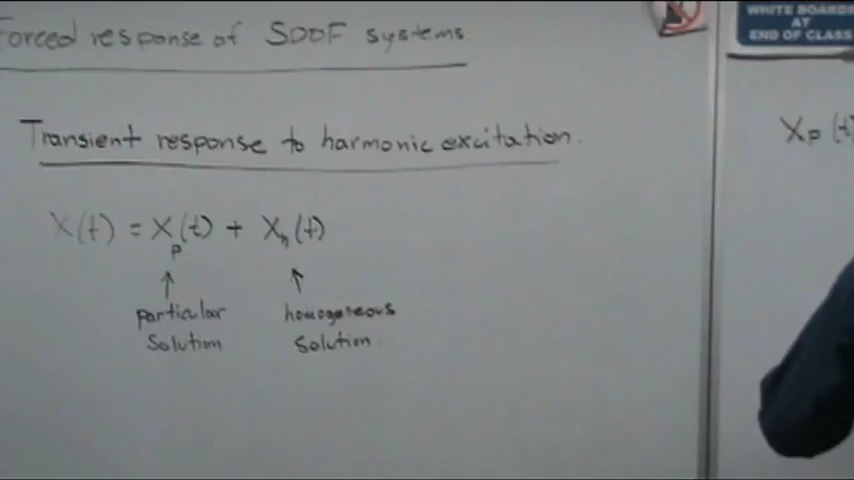 Forced response of SDOF systems.
Transient response to harmonic excitation.
X(t) = Xp(t) + Xh(t)
↑ ↑
particular homogeneous
Solution Solution.
WHITE BOARDS
AT
END OF CLASS
Xp (t)